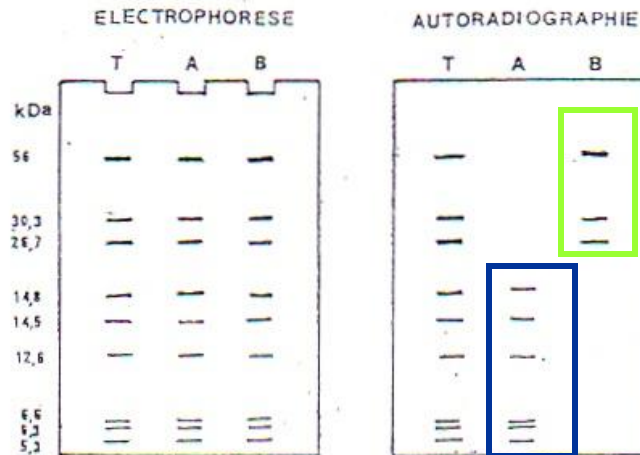 ELECTROPHORESE
AUTORADIOGRAPHIE
T A B
T A B
kDa
56
30,3
26,7
14,8
14,5
12,6
6,6
5,3